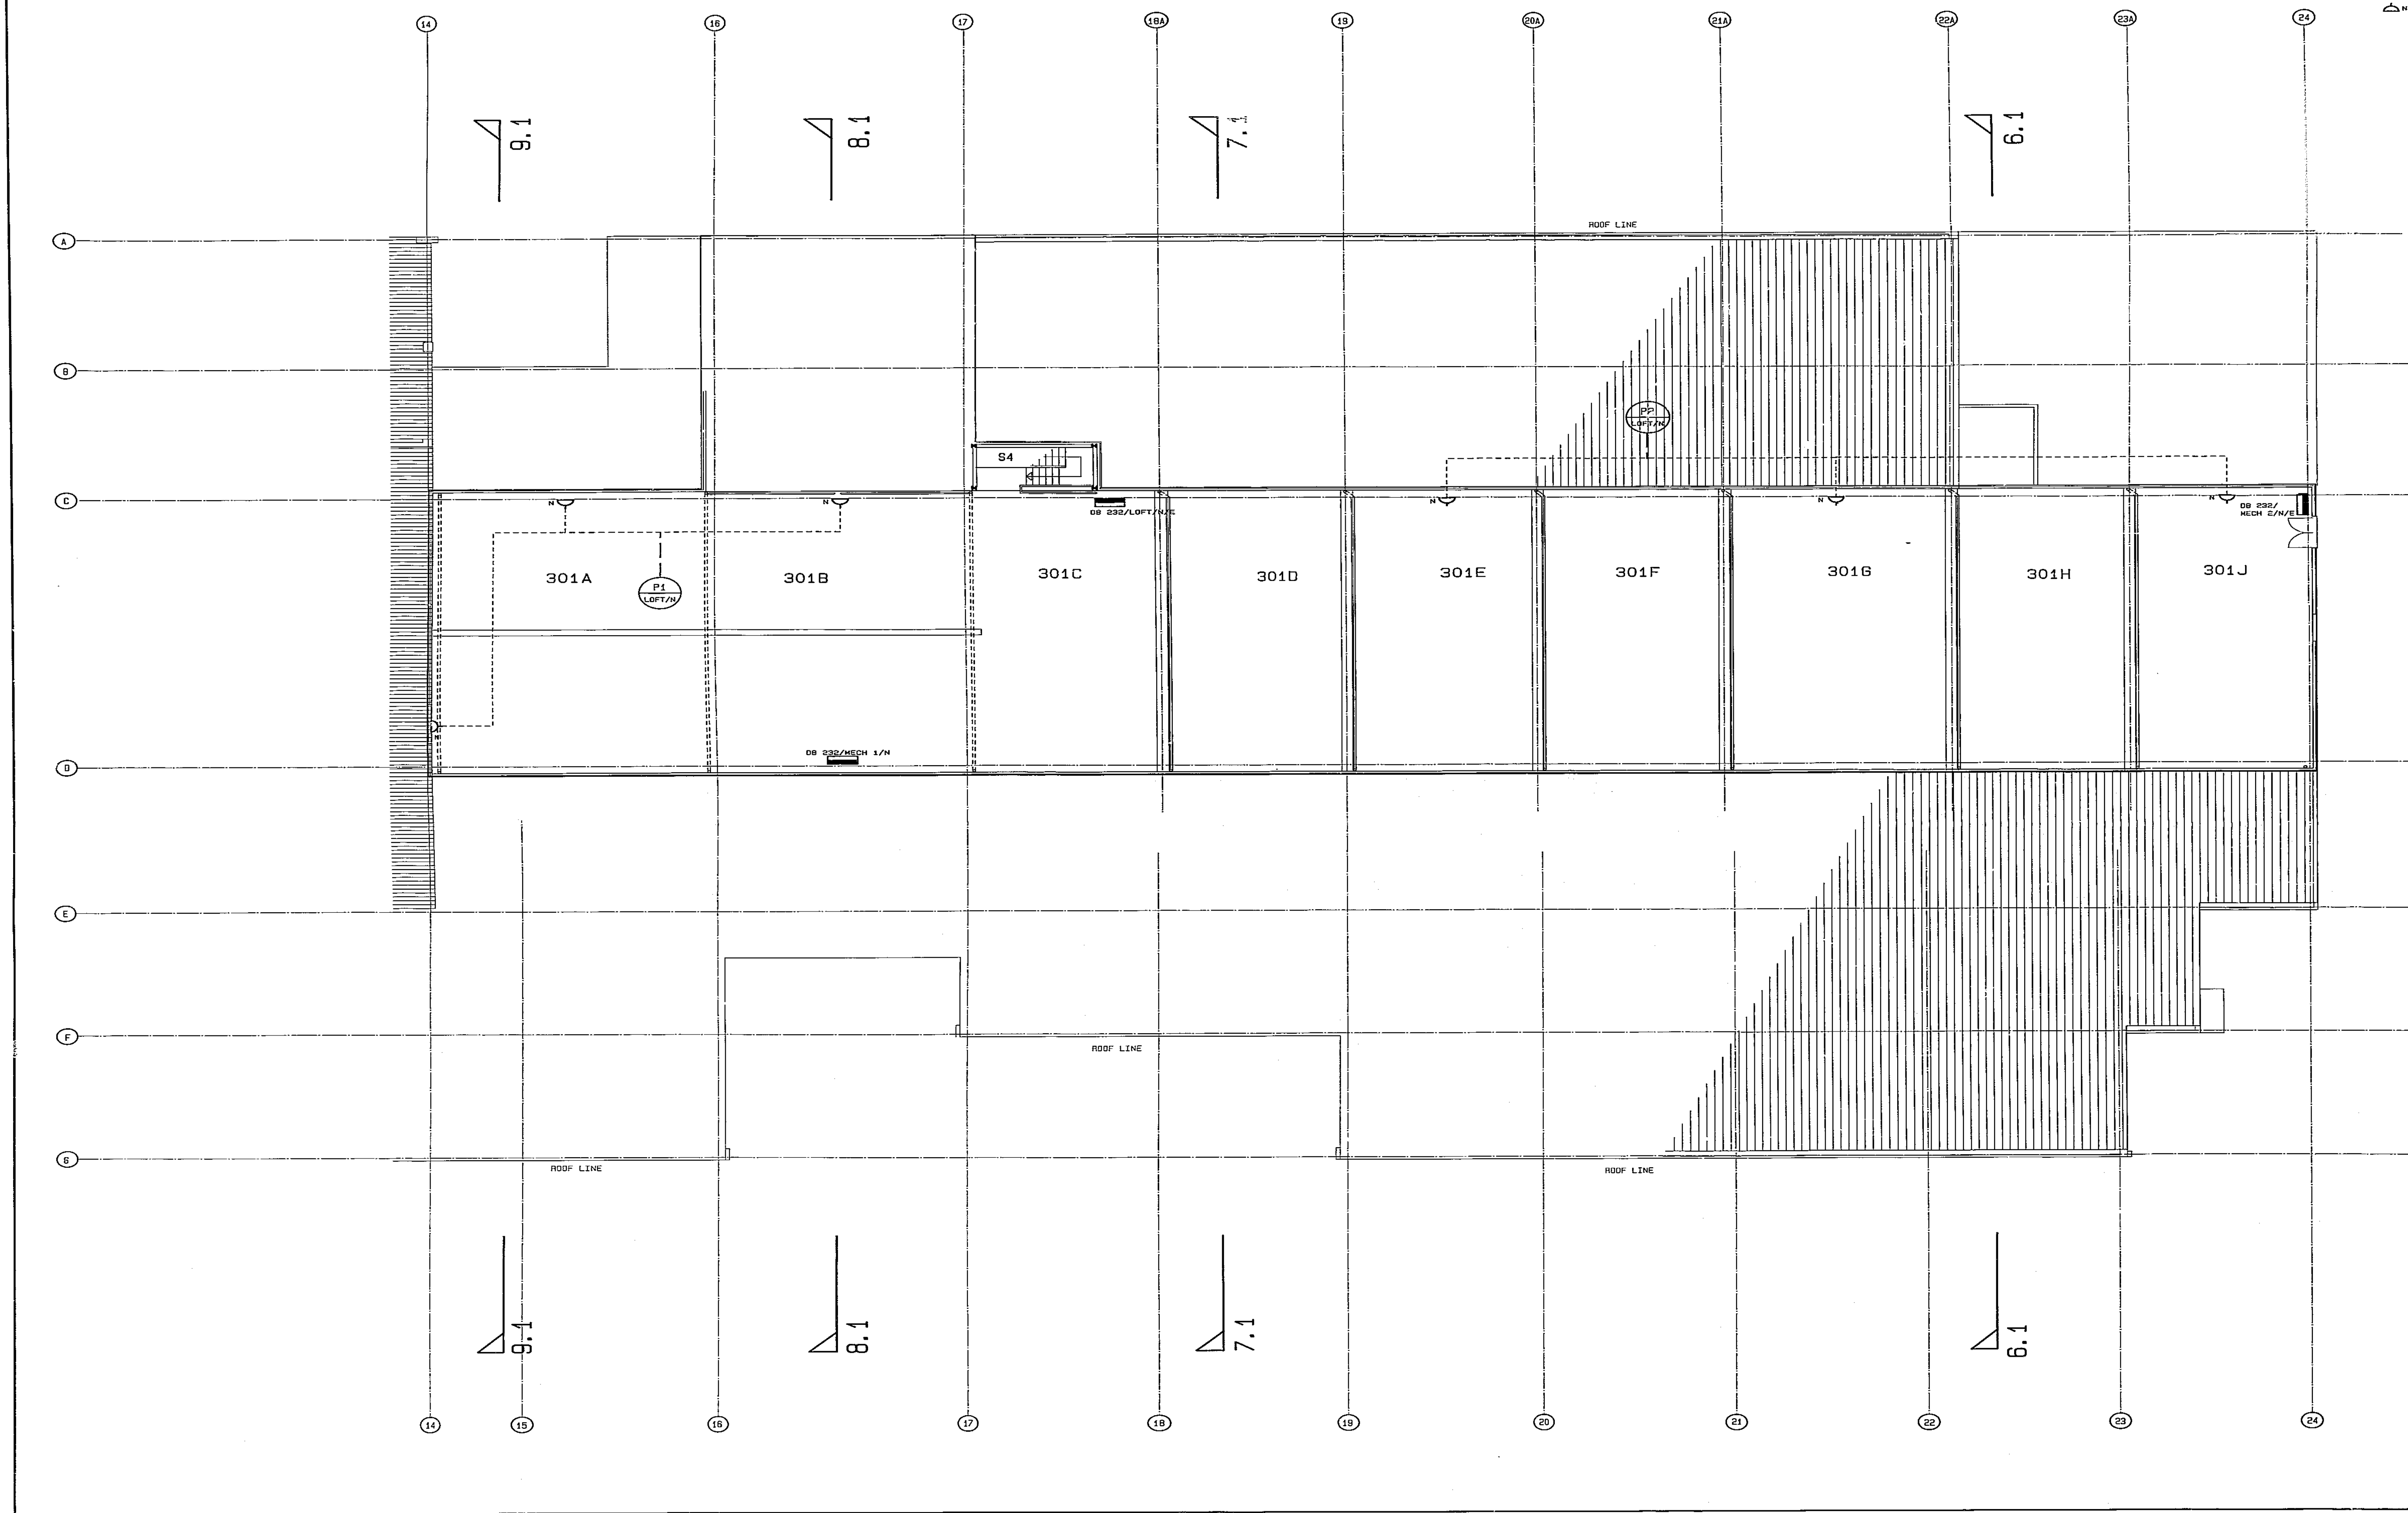 14 16 17 18A 19 20A 21A 22A 23A 24
N
9.1 8.1 7.1 6.1
ROOF LINE
A
B
P2
LOFT/N
S4
C
N N N N N
DB 232/LOFT/N/E
DB 232/
MECH 2/N/E
301A 301B 301C 301D 301E 301F 301G 301H 301J
P1
LOFT/N
N
DB 232/MECH 1/N
D
E
F
ROOF LINE
G
ROOF LINE ROOF LINE
9.1 8.1 7.1 6.1
14 15 16 17 18 19 20 21 22 23 24